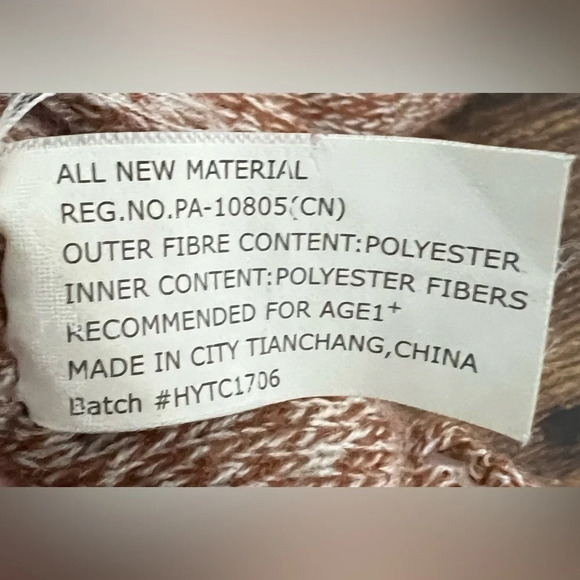 ALL NEW MATERIAL
REG.NO.PA-10805(CN)
OUTER FIBRE CONTENT:POLYESTER
INNER CONTENT:POLYESTER FIBERS
RECOMMENDED FOR AGE1+
MADE IN CITY TIANCHANG,CHINA
Batch #HYTC1706